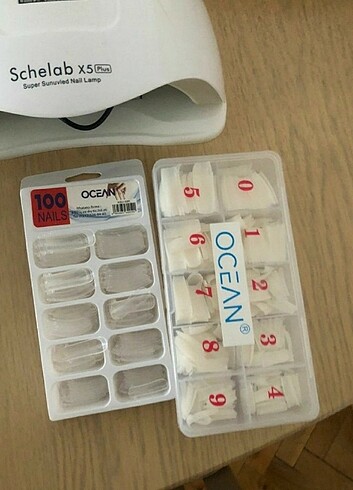 Schelab X5 Plus
Super Sunuvled Nail Lamp
100
NAILS
OCEAN
5
0
6
1
7
2
8
3
9
4
OCEAN®